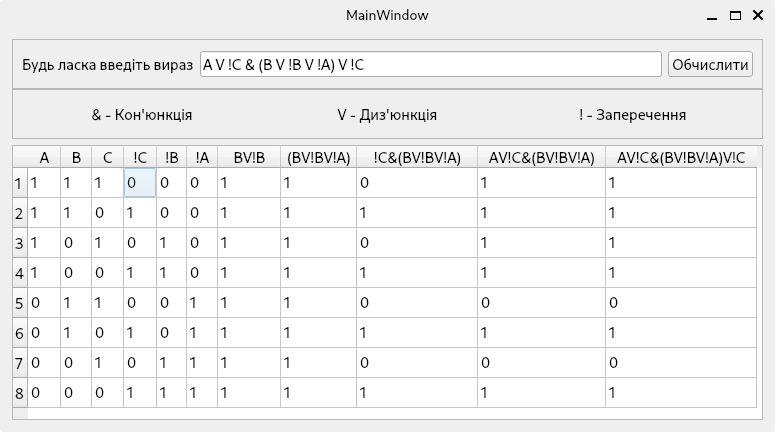 MainWindow
Будь ласка введіть вираз A V !C & (B V !B V !A) V !C Обчислити
& - Кон'юнкція V - Диз'юнкція ! - Заперечення
A B C !C !B !A BV!B (BV!BV!A) !C&(BV!BV!A) AV!C&(BV!BV!A) AV!C&(BV!BV!A)V!C
1 1 1 1 0 0 0 1 1 0 1 1
2 1 1 0 1 0 0 1 1 1 1 1
3 1 0 1 0 1 0 1 1 0 1 1
4 1 0 0 1 1 0 1 1 1 1 1
5 0 1 1 0 0 1 1 1 0 0 0
6 0 1 0 1 0 1 1 1 1 1 1
7 0 0 1 0 1 1 1 1 0 0 0
8 0 0 0 1 1 1 1 1 1 1 1